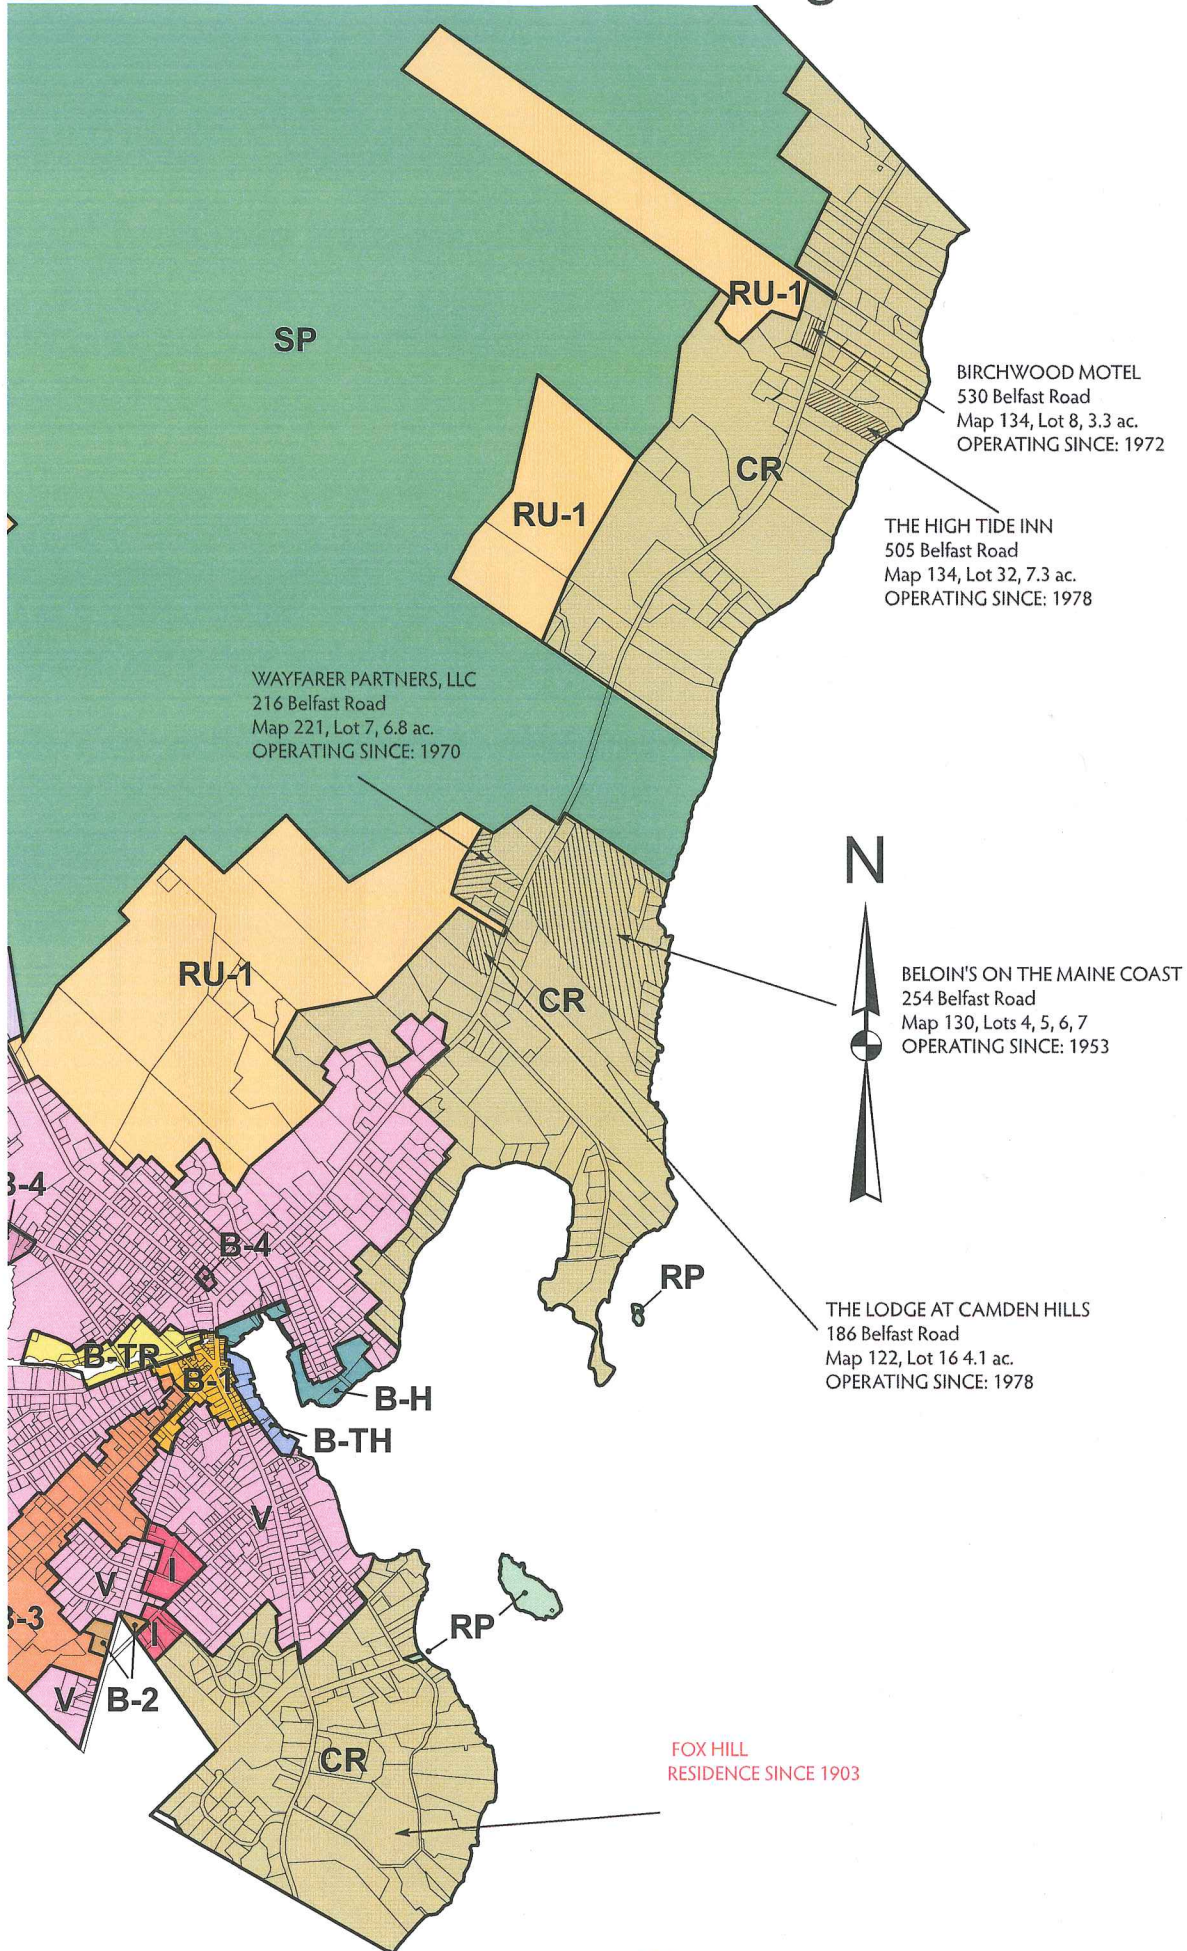 RU-1
SP
BIRCHWOOD MOTEL
530 Belfast Road
Map 134, Lot 8, 3.3 ac.
OPERATING SINCE: 1972
CR
RU-1
THE HIGH TIDE INN
505 Belfast Road
Map 134, Lot 32, 7.3 ac.
OPERATING SINCE: 1978
WAYFARER PARTNERS, LLC
216 Belfast Road
Map 221, Lot 7, 6.8 ac.
OPERATING SINCE: 1970
N
RU-1
CR
BELOIN'S ON THE MAINE COAST
254 Belfast Road
Map 130, Lots 4, 5, 6, 7
OPERATING SINCE: 1953
B-4
RP
THE LODGE AT CAMDEN HILLS
186 Belfast Road
Map 122, Lot 16 4.1 ac.
OPERATING SINCE: 1978
B-TR
B-1
B-H
B-TH
V
V
I
I
RP
V
B-2
CR
FOX HILL
RESIDENCE SINCE 1903